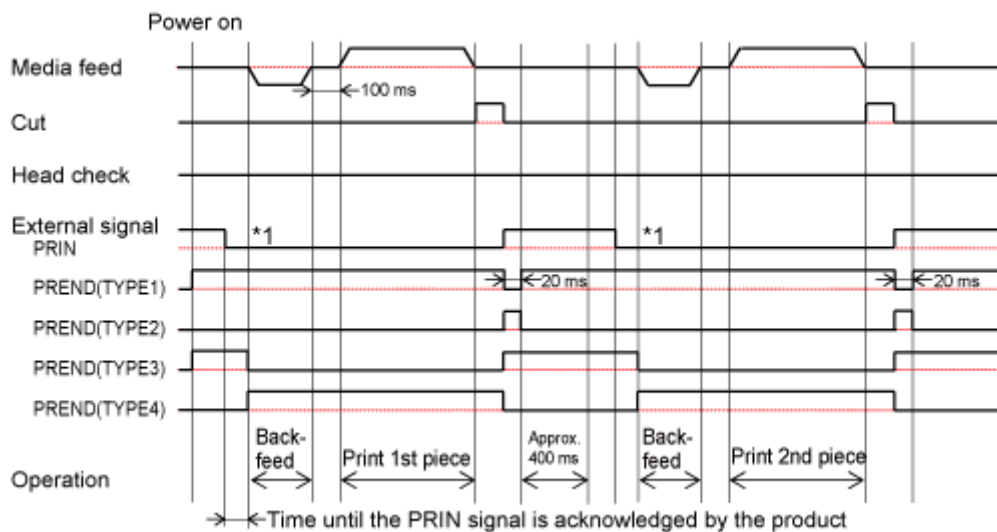 Power on
Media feed
100 ms
Cut
Head check
External signal
*1 *1
PRIN
PREND(TYPE1) 20 ms 20 ms
PREND(TYPE2)
PREND(TYPE3)
PREND(TYPE4)
Back- Approx. Back-
feed Print 1st piece 400 ms feed Print 2nd piece
Operation
Time until the PRIN signal is acknowledged by the product